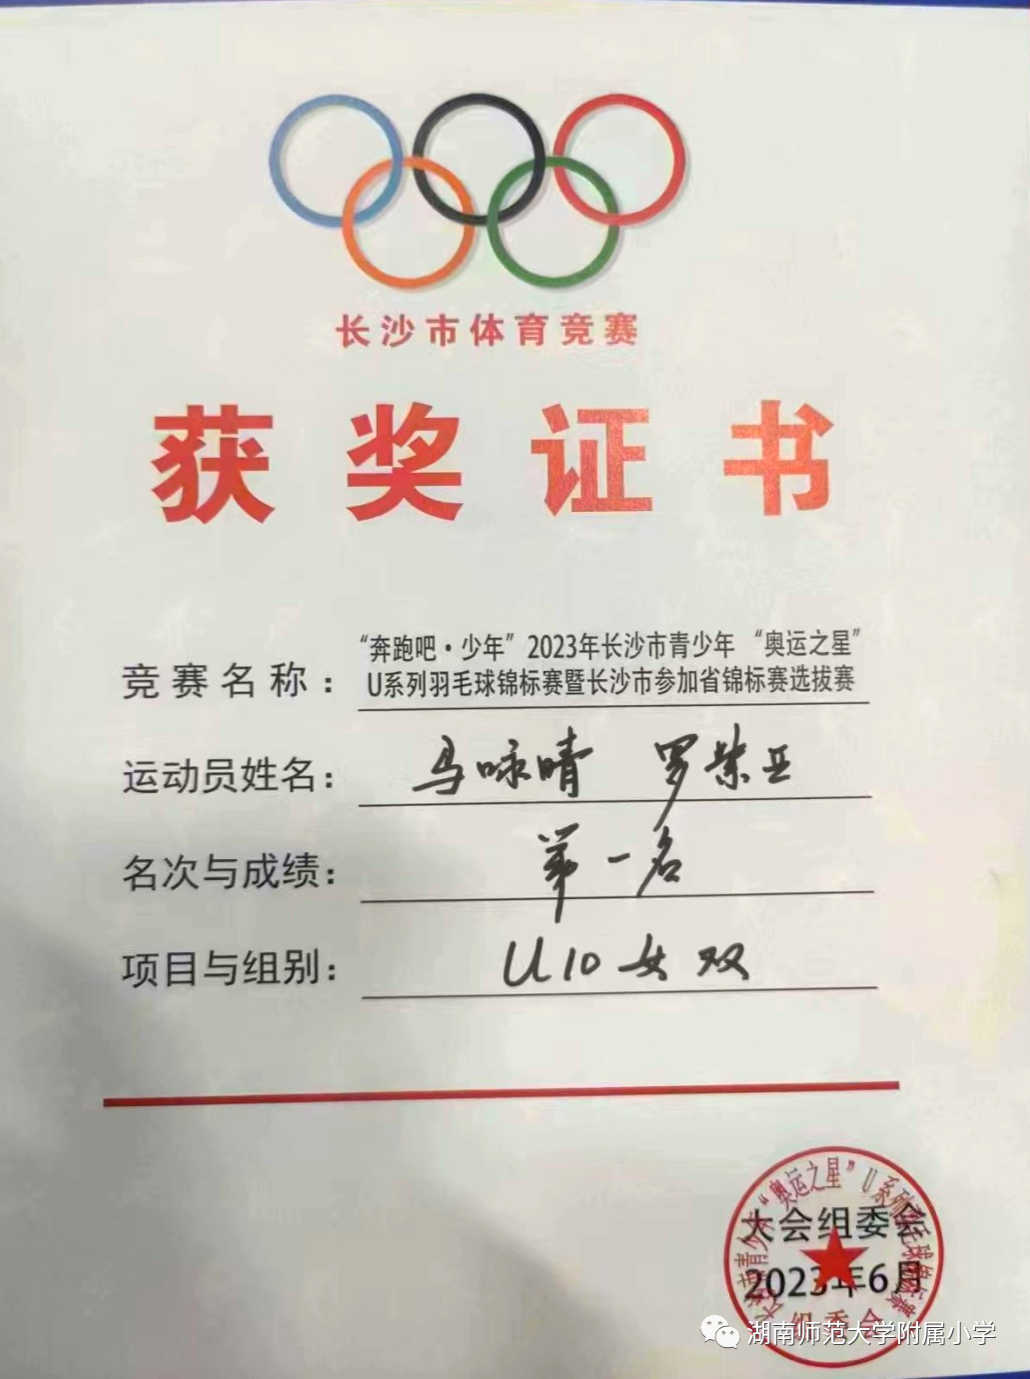 长沙市体育竞赛
获奖证书
竞赛名称：
“奔跑吧·少年”2023年长沙市青少年 “奥运之星”
U系列羽毛球锦标赛暨长沙市参加省锦标赛选拔赛
运动员姓名： 马咏晴 罗紫亚
名次与成绩： 第一名
项目与组别： U10女双
大会组委会
2023年6月
组委会
湖南师范大学附属小学